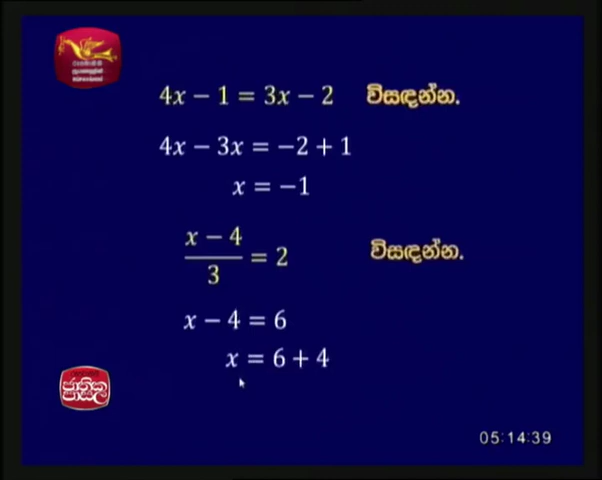 4x − 1 = 3x − 2 විසඳන්න.
4x − 3x = −2 + 1
x = −1
x − 4
3
= 2 විසඳන්න.
x − 4 = 6
x = 6 + 4
ජාතික
පාසල
05:14:39